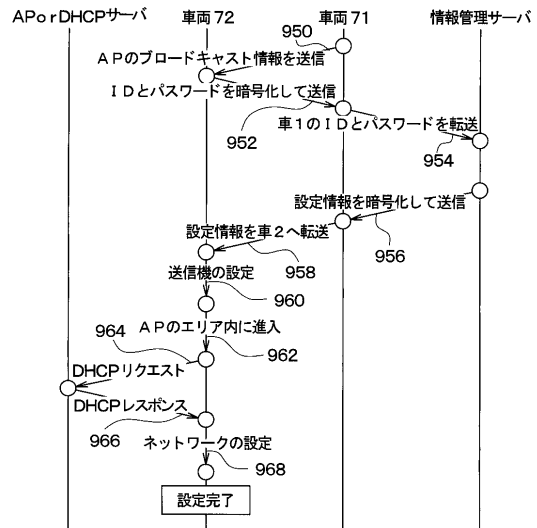 APorDHCPサーバ 車両72 車両71 情報管理サーバ
950
APのブロードキャスト情報を送信
IDとパスワードを暗号化して送信
952
車1のIDとパスワードを転送
954
設定情報を暗号化して送信
956
設定情報を車2へ転送
958
送信機の設定
960
APのエリア内に進入
964
962
DHCPリクエスト
DHCPレスポンス
966
ネットワークの設定
968
設定完了